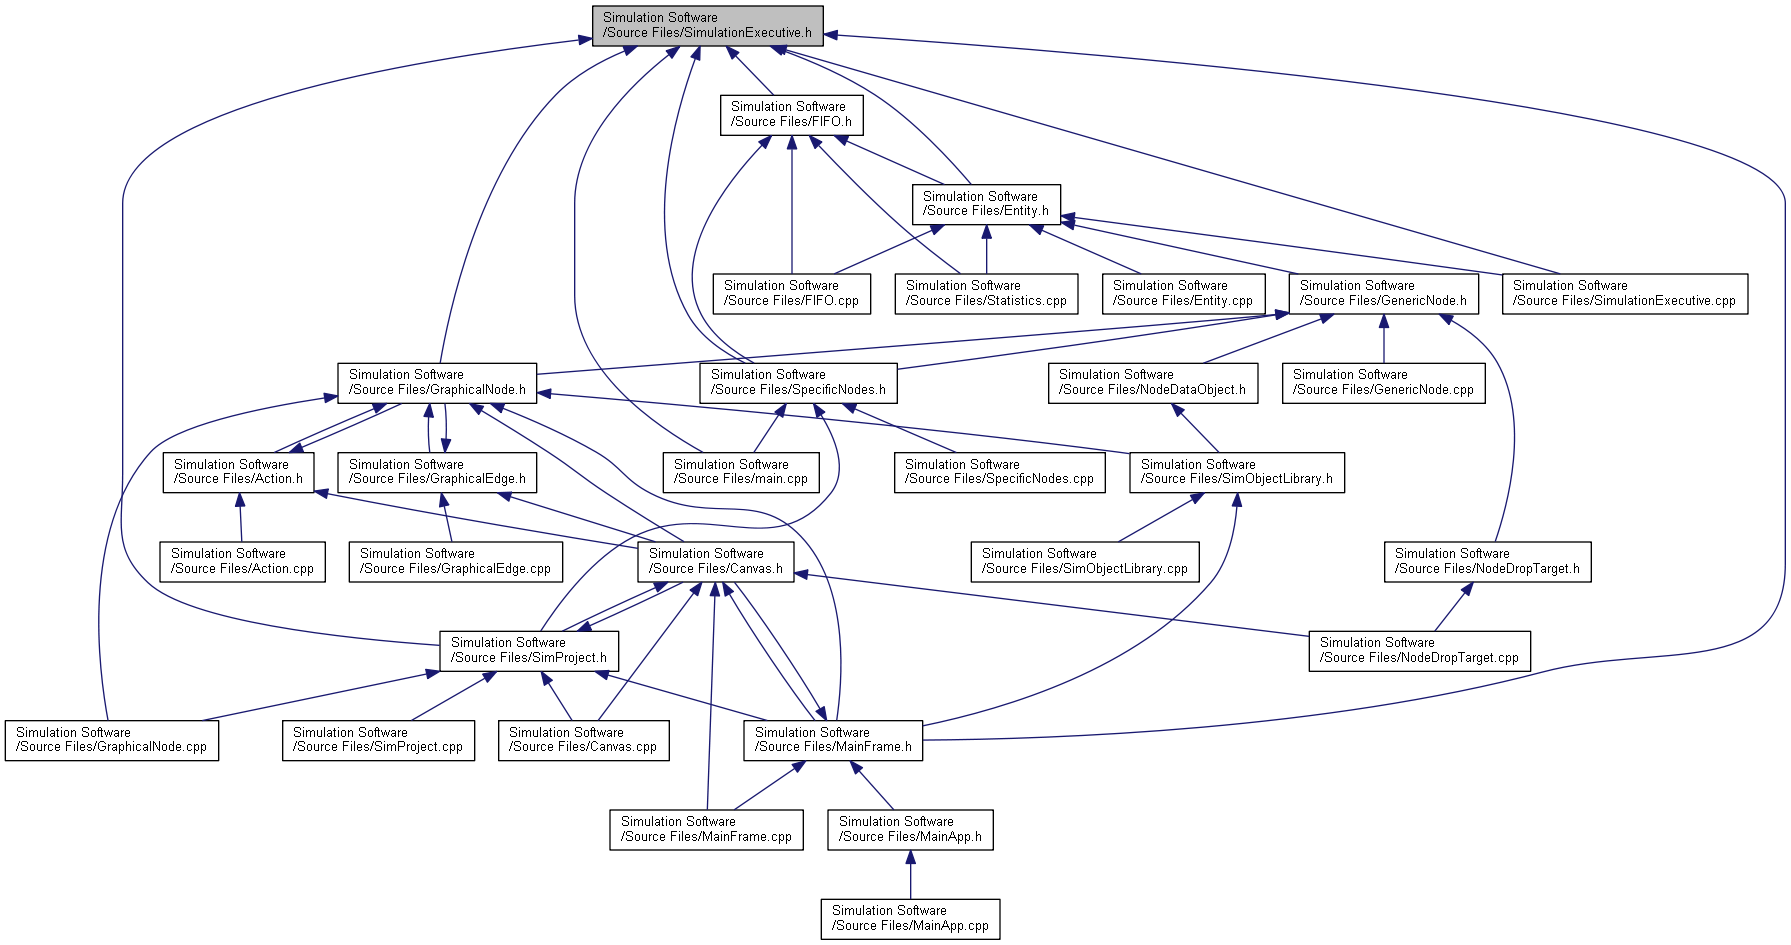 Simulation Software
/Source Files/SimulationExecutive.h
Simulation Software
/Source Files/FIFO.h
Simulation Software
/Source Files/Entity.h
Simulation Software
/Source Files/FIFO.cpp
Simulation Software
/Source Files/Statistics.cpp
Simulation Software
/Source Files/Entity.cpp
Simulation Software
/Source Files/GenericNode.h
Simulation Software
/Source Files/SimulationExecutive.cpp
Simulation Software
/Source Files/GraphicalNode.h
Simulation Software
/Source Files/SpecificNodes.h
Simulation Software
/Source Files/NodeDataObject.h
Simulation Software
/Source Files/GenericNode.cpp
Simulation Software
/Source Files/Action.h
Simulation Software
/Source Files/GraphicalEdge.h
Simulation Software
/Source Files/main.cpp
Simulation Software
/Source Files/SpecificNodes.cpp
Simulation Software
/Source Files/SimObjectLibrary.h
Simulation Software
/Source Files/Action.cpp
Simulation Software
/Source Files/GraphicalEdge.cpp
Simulation Software
/Source Files/Canvas.h
Simulation Software
/Source Files/SimObjectLibrary.cpp
Simulation Software
/Source Files/NodeDropTarget.h
Simulation Software
/Source Files/SimProject.h
Simulation Software
/Source Files/NodeDropTarget.cpp
Simulation Software
/Source Files/GraphicalNode.cpp
Simulation Software
/Source Files/SimProject.cpp
Simulation Software
/Source Files/Canvas.cpp
Simulation Software
/Source Files/MainFrame.h
Simulation Software
/Source Files/MainFrame.cpp
Simulation Software
/Source Files/MainApp.h
Simulation Software
/Source Files/MainApp.cpp